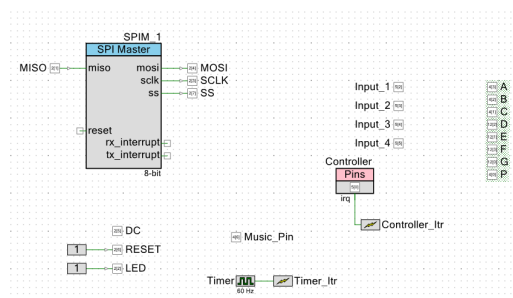 SPIM_1
SPI Master
MISO miso mosi MOSI
sclk SCLK
ss SS
reset
rx_interrupt
tx_interrupt
8-bit
Input_1
Input_2
Input_3
Input_4
A
B
C
D
E
F
G
P
Controller
Pins
irq
Controller_Itr
DC
1 RESET
1 LED
Music_Pin
Timer Timer_Itr
60 Hz